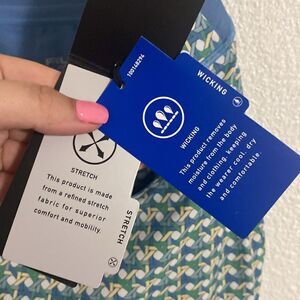 STRETCH
This product is made
from a refined stretch
fabric for superior
comfort and mobility.
STRETCH
100148294
WICKING
WICKING
This product removes
moisture from the body
and clothing, keeping
the wearer cool, dry
and comfortable.